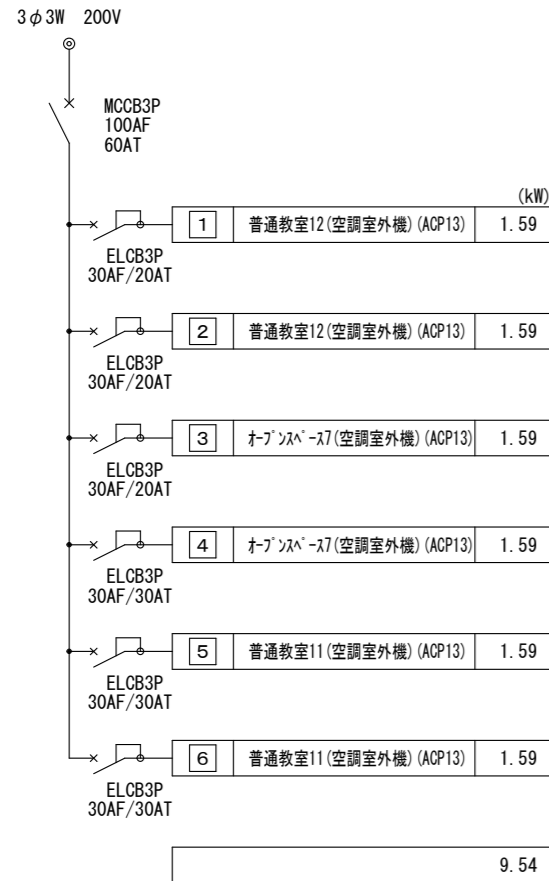 3φ3W 200V
MCCB3P
100AF
60AT
(kW)
1 普通教室12(空調室外機)(ACP13) 1.59
ELCB3P
30AF/20AT
2 普通教室12(空調室外機)(ACP13) 1.59
ELCB3P
30AF/20AT
3 オープンスペース7(空調室外機)(ACP13) 1.59
ELCB3P
30AF/20AT
4 オープンスペース7(空調室外機)(ACP13) 1.59
ELCB3P
30AF/30AT
5 普通教室11(空調室外機)(ACP13) 1.59
ELCB3P
30AF/30AT
6 普通教室11(空調室外機)(ACP13) 1.59
ELCB3P
30AF/30AT
9.54